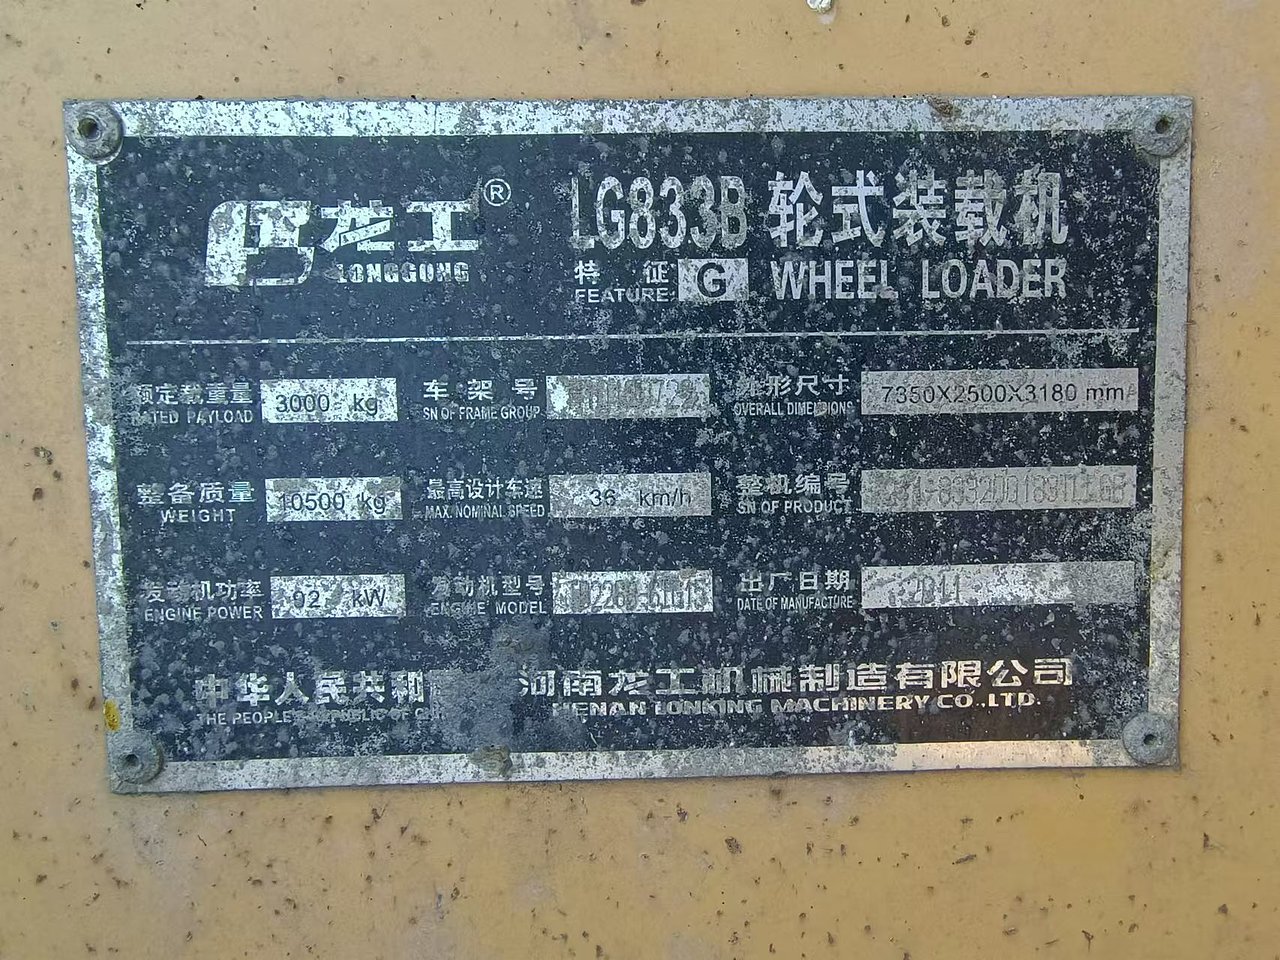 龙工®
LONGGONG
LG833B 轮式装载机
特征 G WHEEL LOADER
FEATURE:
额定载重量 3000 kg 车架号 外形尺寸 7350X2500X3180 mm
RATED PAYLOAD SN OF FRAME GROUP OVERALL DIMENSIONS
整备质量 10500 kg 最高设计车速 36 km/h 整机编号
WEIGHT MAX. NOMINAL SPEED SN OF PRODUCT
发动机功率 92 kW 发动机型号 出厂日期 2011
ENGINE POWER ENGINE MODEL DATE OF MANUFACTURE
中华人民共和 河南龙工机械制造有限公司
THE PEOPLE'S REPUBLIC OF HENAN LONKING MACHINERY CO.,LTD.